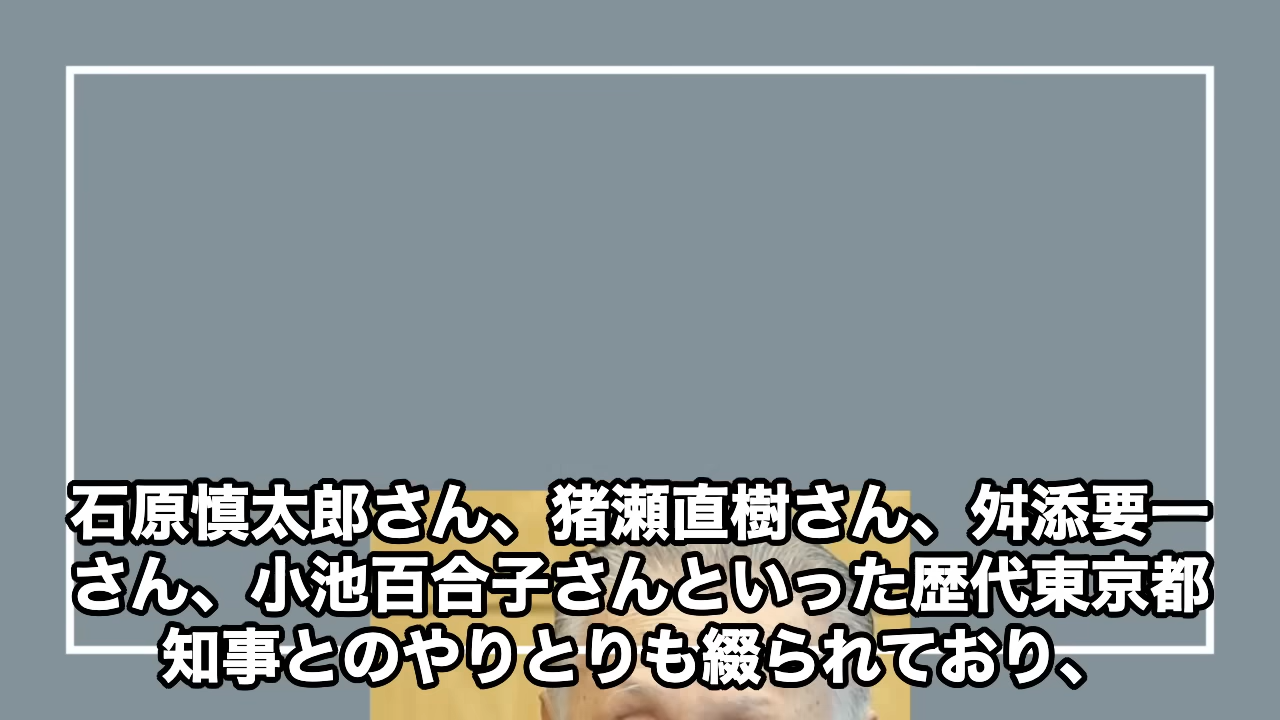 石原慎太郎さん、猪瀬直樹さん、舛添要一
さん、小池百合子さんといった歴代東京都
知事とのやりとりも綴られており、